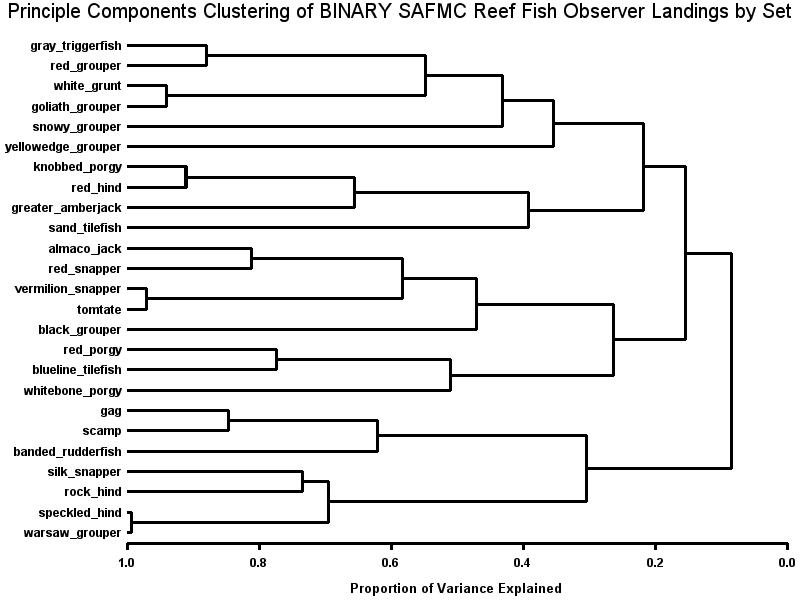 Principle Components Clustering of BINARY SAFMC Reef Fish Observer Landings by Set
gray_triggerfish
red_grouper
white_grunt
goliath_grouper
snowy_grouper
yellowedge_grouper
knobbed_porgy
red_hind
greater_amberjack
sand_tilefish
almaco_jack
red_snapper
vermilion_snapper
tomtate
black_grouper
red_porgy
blueline_tilefish
whitebone_porgy
gag
scamp
banded_rudderfish
silk_snapper
rock_hind
speckled_hind
warsaw_grouper
1.0 0.8 0.6 0.4 0.2 0.0
Proportion of Variance Explained